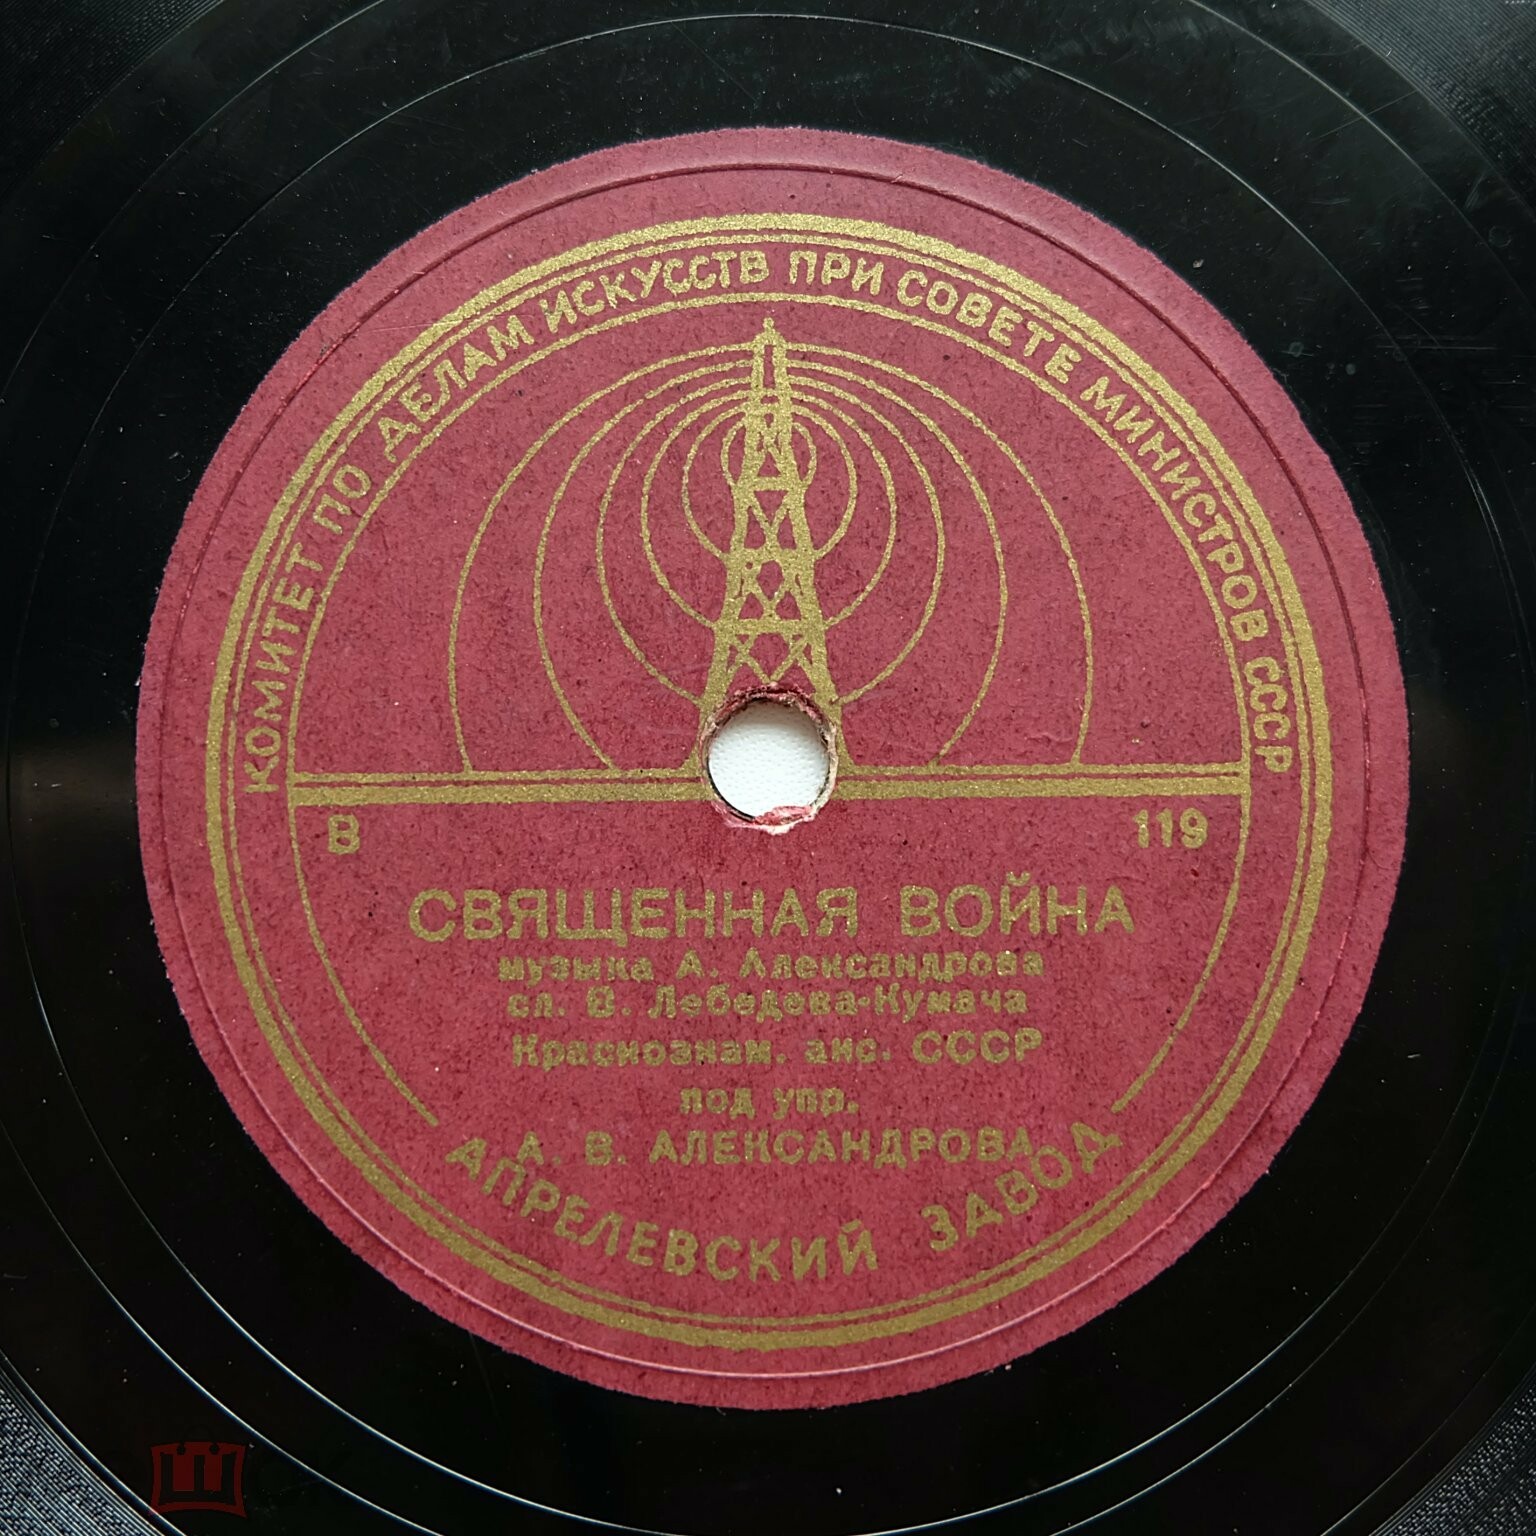 КОМИТЕТ ПО ДЕЛАМ ИСКУССТВ ПРИ СОВЕТЕ МИНИСТРОВ СССР
В 119
СВЯЩЕННАЯ ВОЙНА
музыка А. Александрова
сл. В. Лебедева-Кумача
Краснознам. анс. СССР
под упр.
А. В. АЛЕКСАНДРОВА
АПРЕЛЕВСКИЙ ЗАВОД